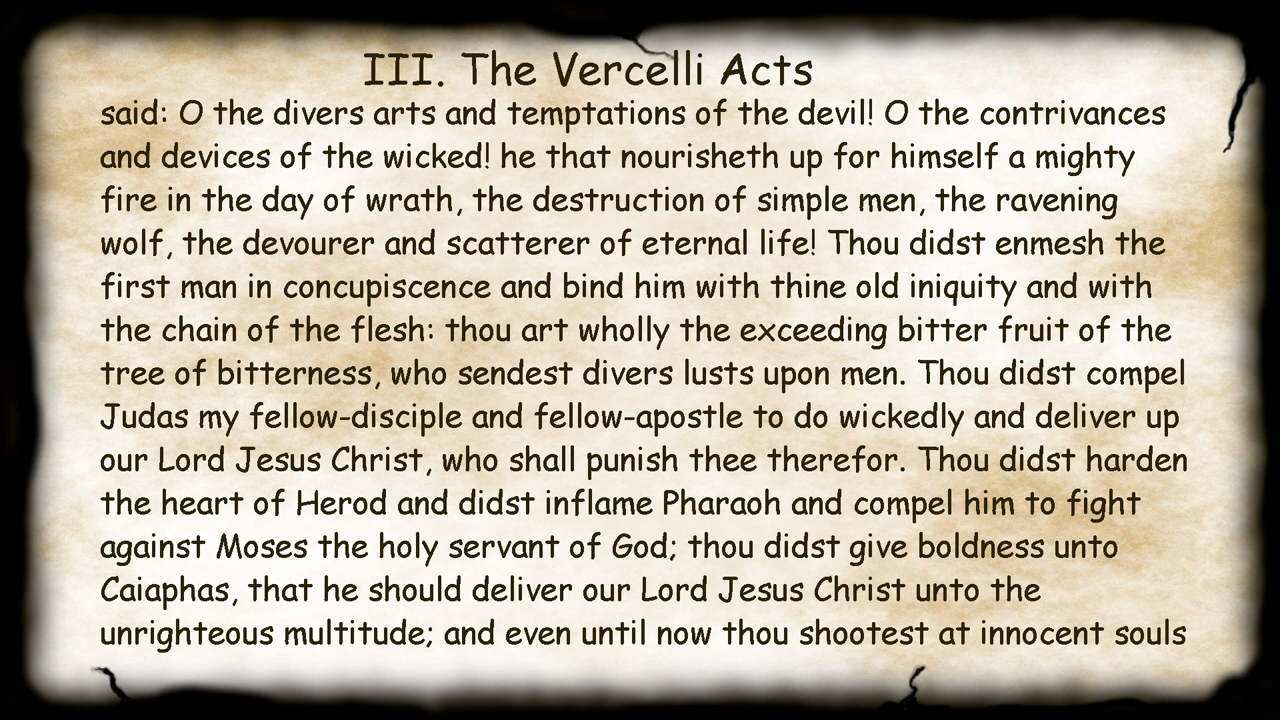 III. The Vercelli Acts
said: O the divers arts and temptations of the devil! O the contrivances
and devices of the wicked! he that nourisheth up for himself a mighty
fire in the day of wrath, the destruction of simple men, the ravening
wolf, the devourer and scatterer of eternal life! Thou didst enmesh the
first man in concupiscence and bind him with thine old iniquity and with
the chain of the flesh: thou art wholly the exceeding bitter fruit of the
tree of bitterness, who sendest divers lusts upon men. Thou didst compel
Judas my fellow-disciple and fellow-apostle to do wickedly and deliver up
our Lord Jesus Christ, who shall punish thee therefor. Thou didst harden
the heart of Herod and didst inflame Pharaoh and compel him to fight
against Moses the holy servant of God; thou didst give boldness unto
Caiaphas, that he should deliver our Lord Jesus Christ unto the
unrighteous multitude; and even until now thou shootest at innocent souls